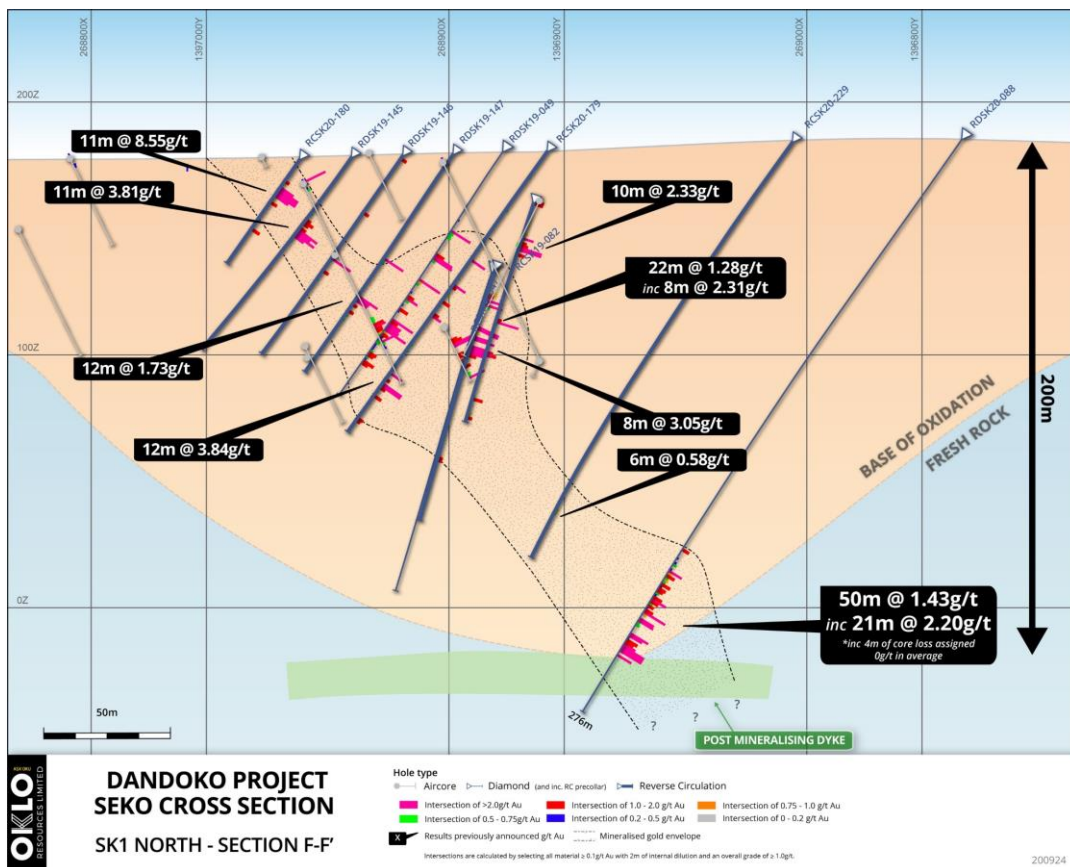 268800X
1397000Y
268900X
1396900Y
269000X
1396800Y
200Z
RCSK20-180
RDSK19-145
RDSK19-146
RDSK19-147
RDSK19-049
RCSK20-179
RCSK20-229
RDSK20-088
11m @ 8.55g/t
11m @ 3.81g/t
10m @ 2.33g/t
22m @ 1.28g/t
inc 8m @ 2.31g/t
12m @ 1.73g/t
100Z
200m
8m @ 3.05g/t
12m @ 3.84g/t
6m @ 0.58g/t
BASE OF OXIDATION
FRESH ROCK
0Z
50m @ 1.43g/t
inc 21m @ 2.20g/t
*inc 4m of core loss assigned
0g/t in average
276m
? ? ?
50m
POST MINERALISING DYKE
OKLO
RESOURCES LIMITED
DANDOKO PROJECT
SEKO CROSS SECTION
SK1 NORTH - SECTION F-F'
Hole type
Aircore
Diamond (and inc. RC precollar)
Reverse Circulation
Intersection of >2.0g/t Au
Intersection of 1.0 - 2.0 g/t Au
Intersection of 0.75 - 1.0 g/t Au
Intersection of 0.5 - 0.75g/t Au
Intersection of 0.2 - 0.5 g/t Au
Intersection of 0 - 0.2 g/t Au
X
Results previously announced g/t Au
Mineralised gold envelope
Intersections are calculated by selecting all material ≥ 0.1g/t Au with 2m of internal dilution and an overall grade of ≥ 1.0g/t.
200924